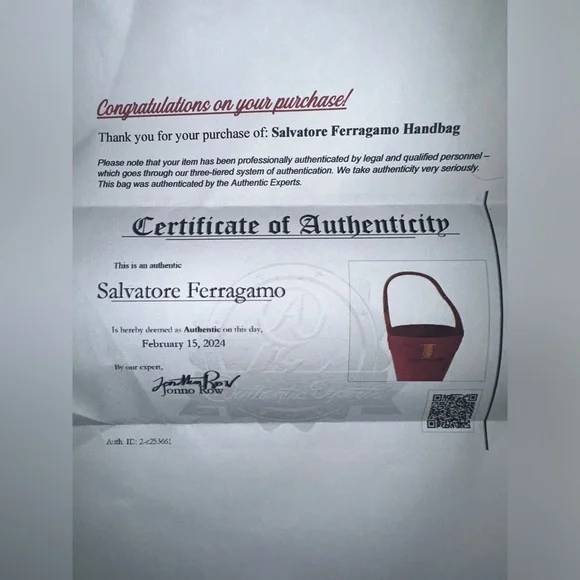 Congratulations on your purchase!
Thank you for your purchase of: Salvatore Ferragamo Handbag
Please note that your item has been professionally authenticated by legal and qualified personnel –
which goes through our three-tiered system of authentication. We take authenticity very seriously.
This bag was authenticated by the Authentic Experts.
Certificate of Authenticity
This is an authentic
Salvatore Ferragamo
Is hereby deemed as Authentic on this day,
February 15, 2024
By our expert,
Jonno Row
Auth. ID: 2-c253661